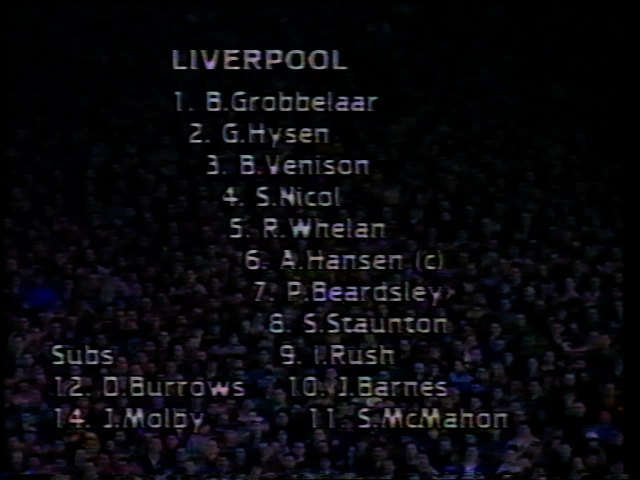 LIVERPOOL
1. B.Grobbelaar
2. G.Hysen
3. B.Venison
4. S.Nicol
5. R.Whelan
6. A.Hansen (c)
7. P.Beardsley
8. S.Staunton
Subs 9. I.Rush
12. D.Burrows 10. J.Barnes
14. J.Molby 11. S.McMahon